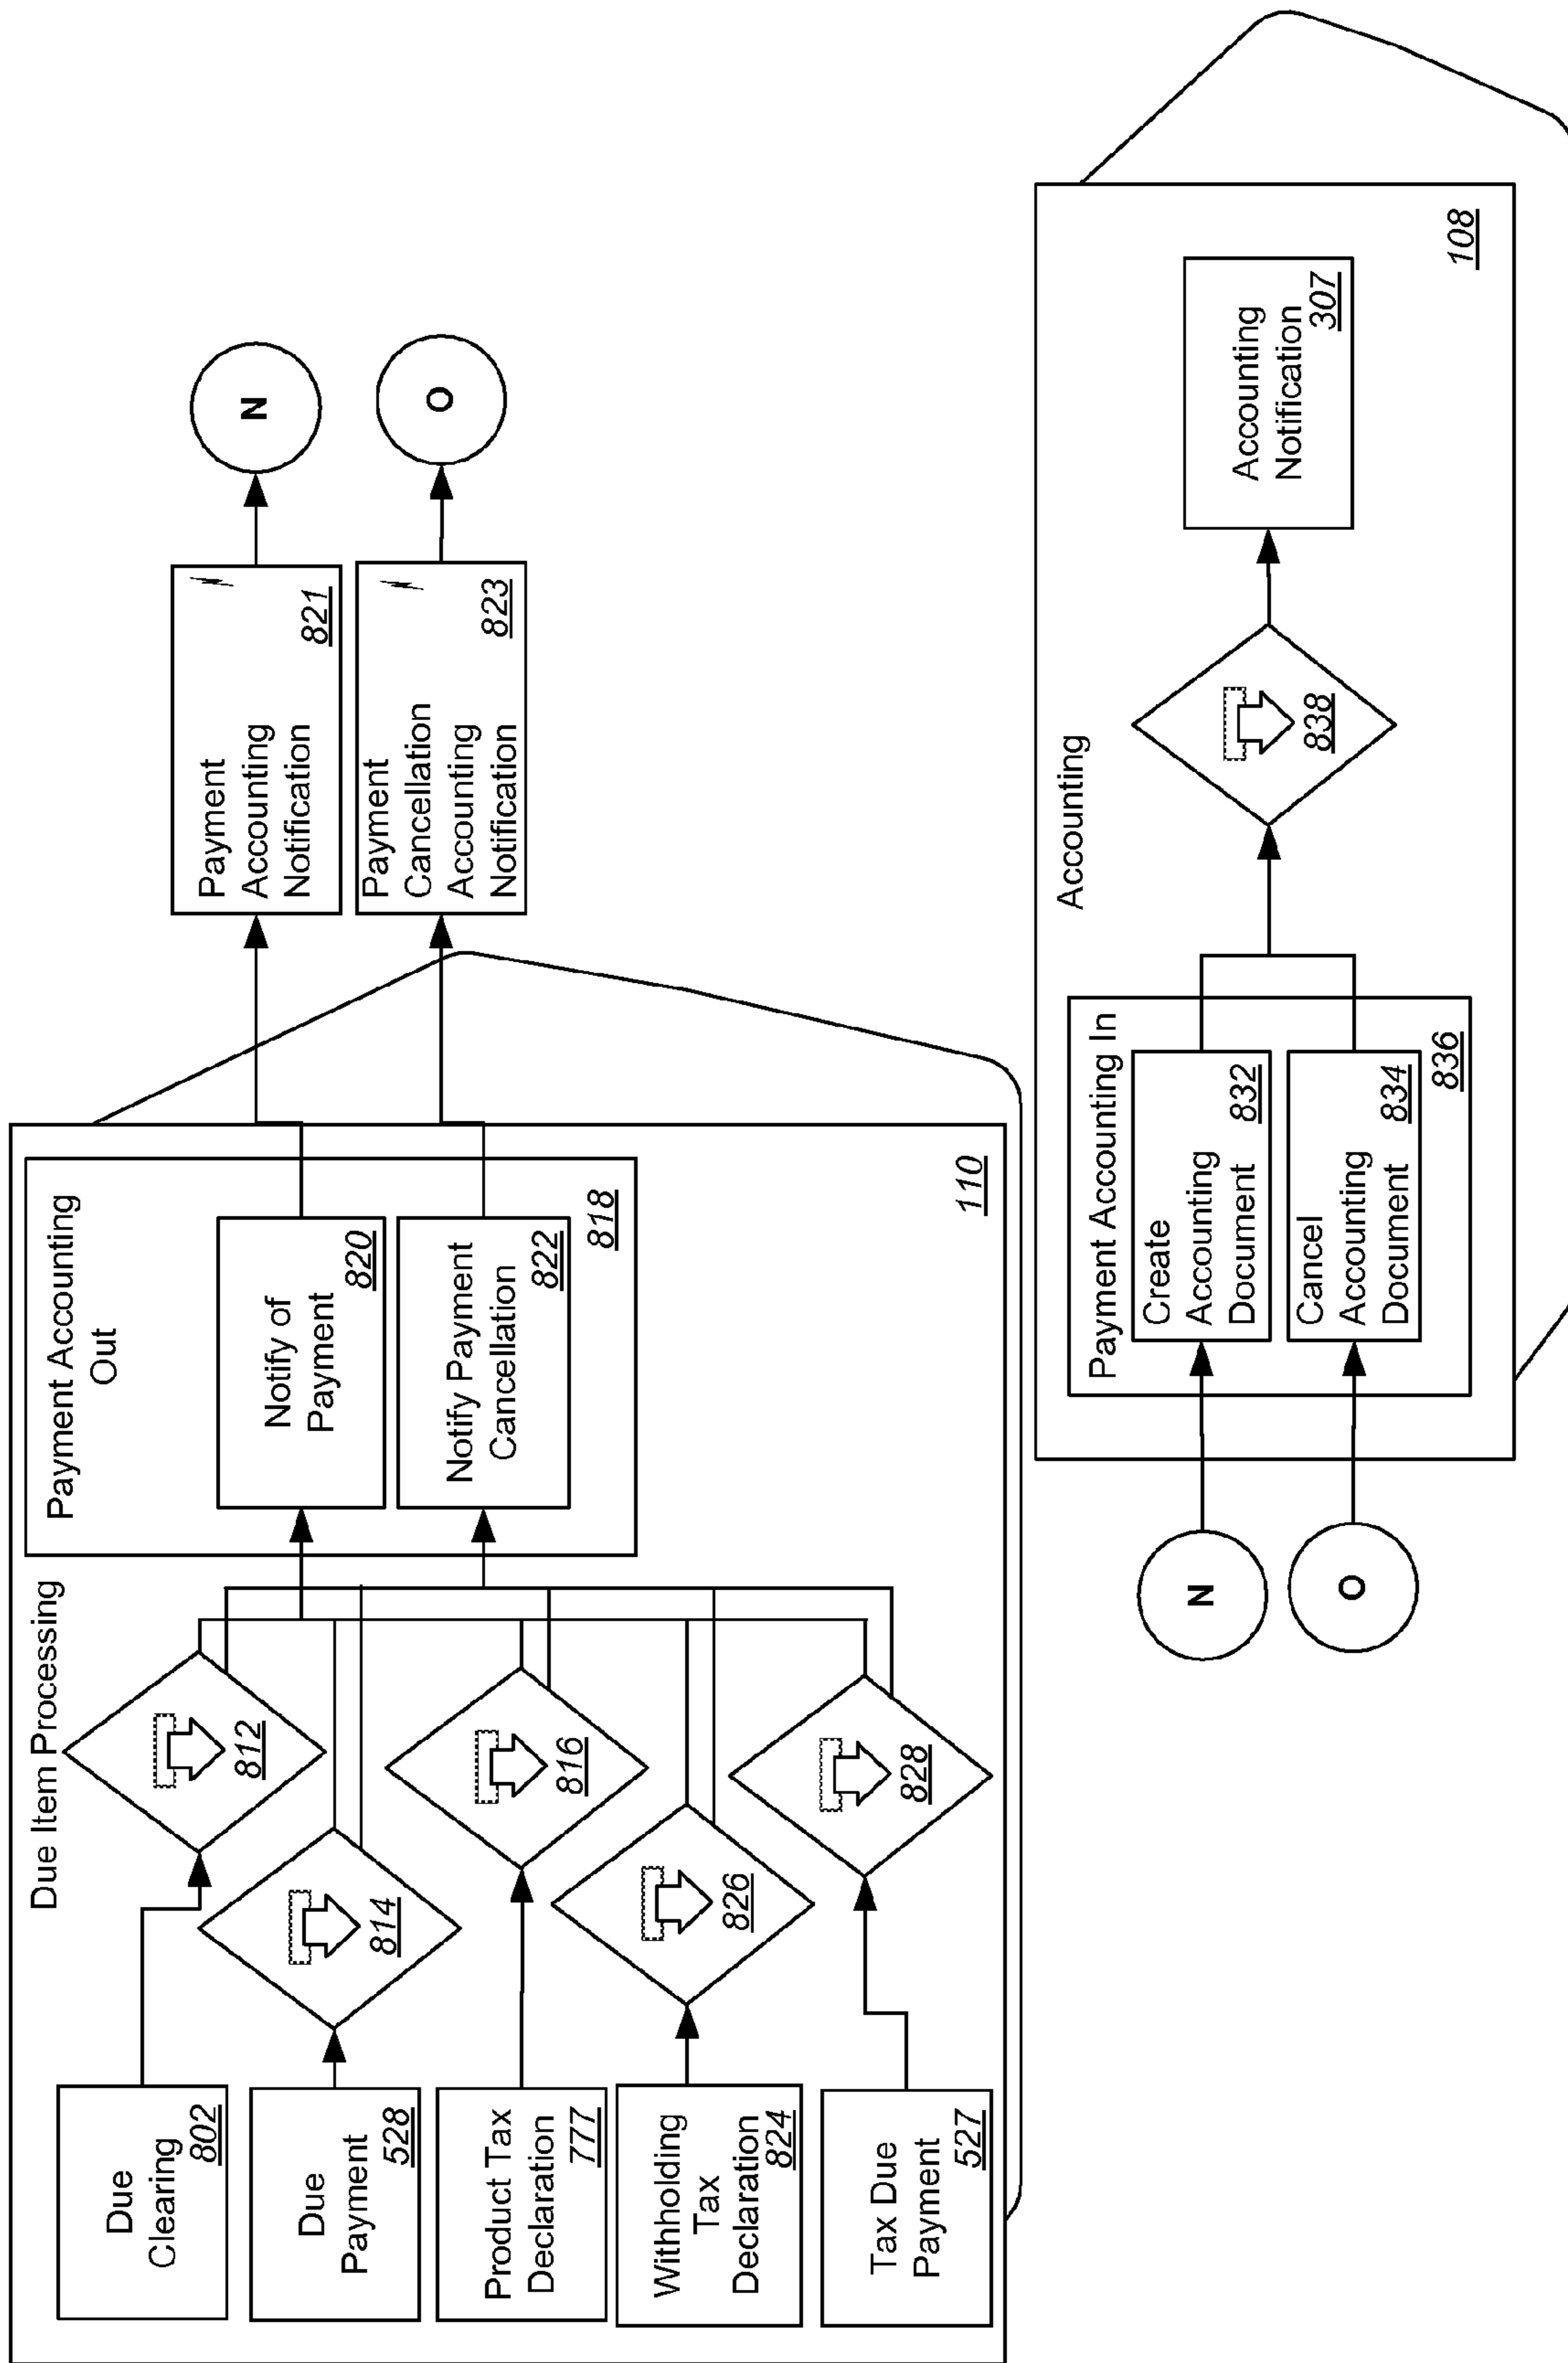 Due Item Processing
Due
Clearing
802
812
Due
Payment
528
814
Product Tax
Declaration
777
816
Withholding
Tax
Declaration
824
826
Tax Due
Payment
527
828
Payment Accounting
Out
Notify of
Payment
820
Notify Payment
Cancellation
822
818
110
Payment
Accounting
Notification
821
Payment
Cancellation
Accounting
Notification
823
N
O
N
O
Accounting
Payment Accounting In
Create
Accounting
Document
832
Cancel
Accounting
Document
834
836
838
Accounting
Notification
307
108